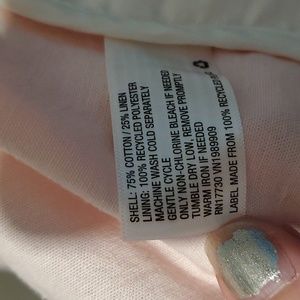 SHELL: 75% COTTON / 25% LINEN
LINING: 100% RECYCLED POLYESTER
MACHINE WASH COLD SEPARATELY
GENTLE CYCLE
ONLY NON-CHLORINE BLEACH IF NEEDED
TUMBLE DRY LOW, REMOVE PROMPTLY
WARM IRON IF NEEDED
RN17730 VN1989509
LABEL MADE FROM 100% RECYCLED